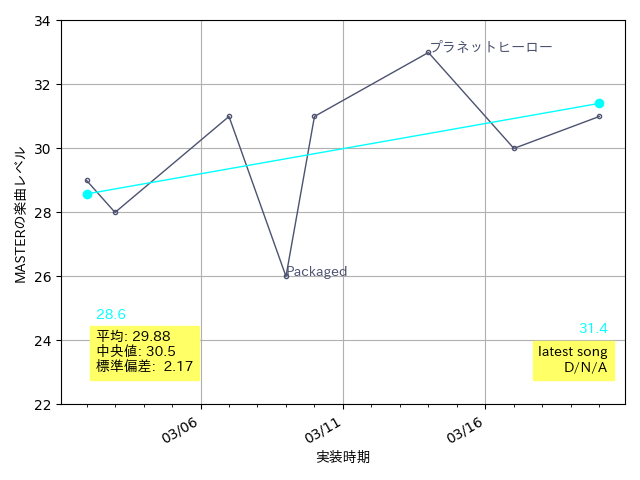 34
32
30
28
26
24
22
MASTERの楽曲レベル
プラネットヒーロー
Packaged
28.6
平均: 29.88
中央値: 30.5
標準偏差: 2.17
31.4
latest song
D/N/A
03/06
03/11
03/16
実装時期